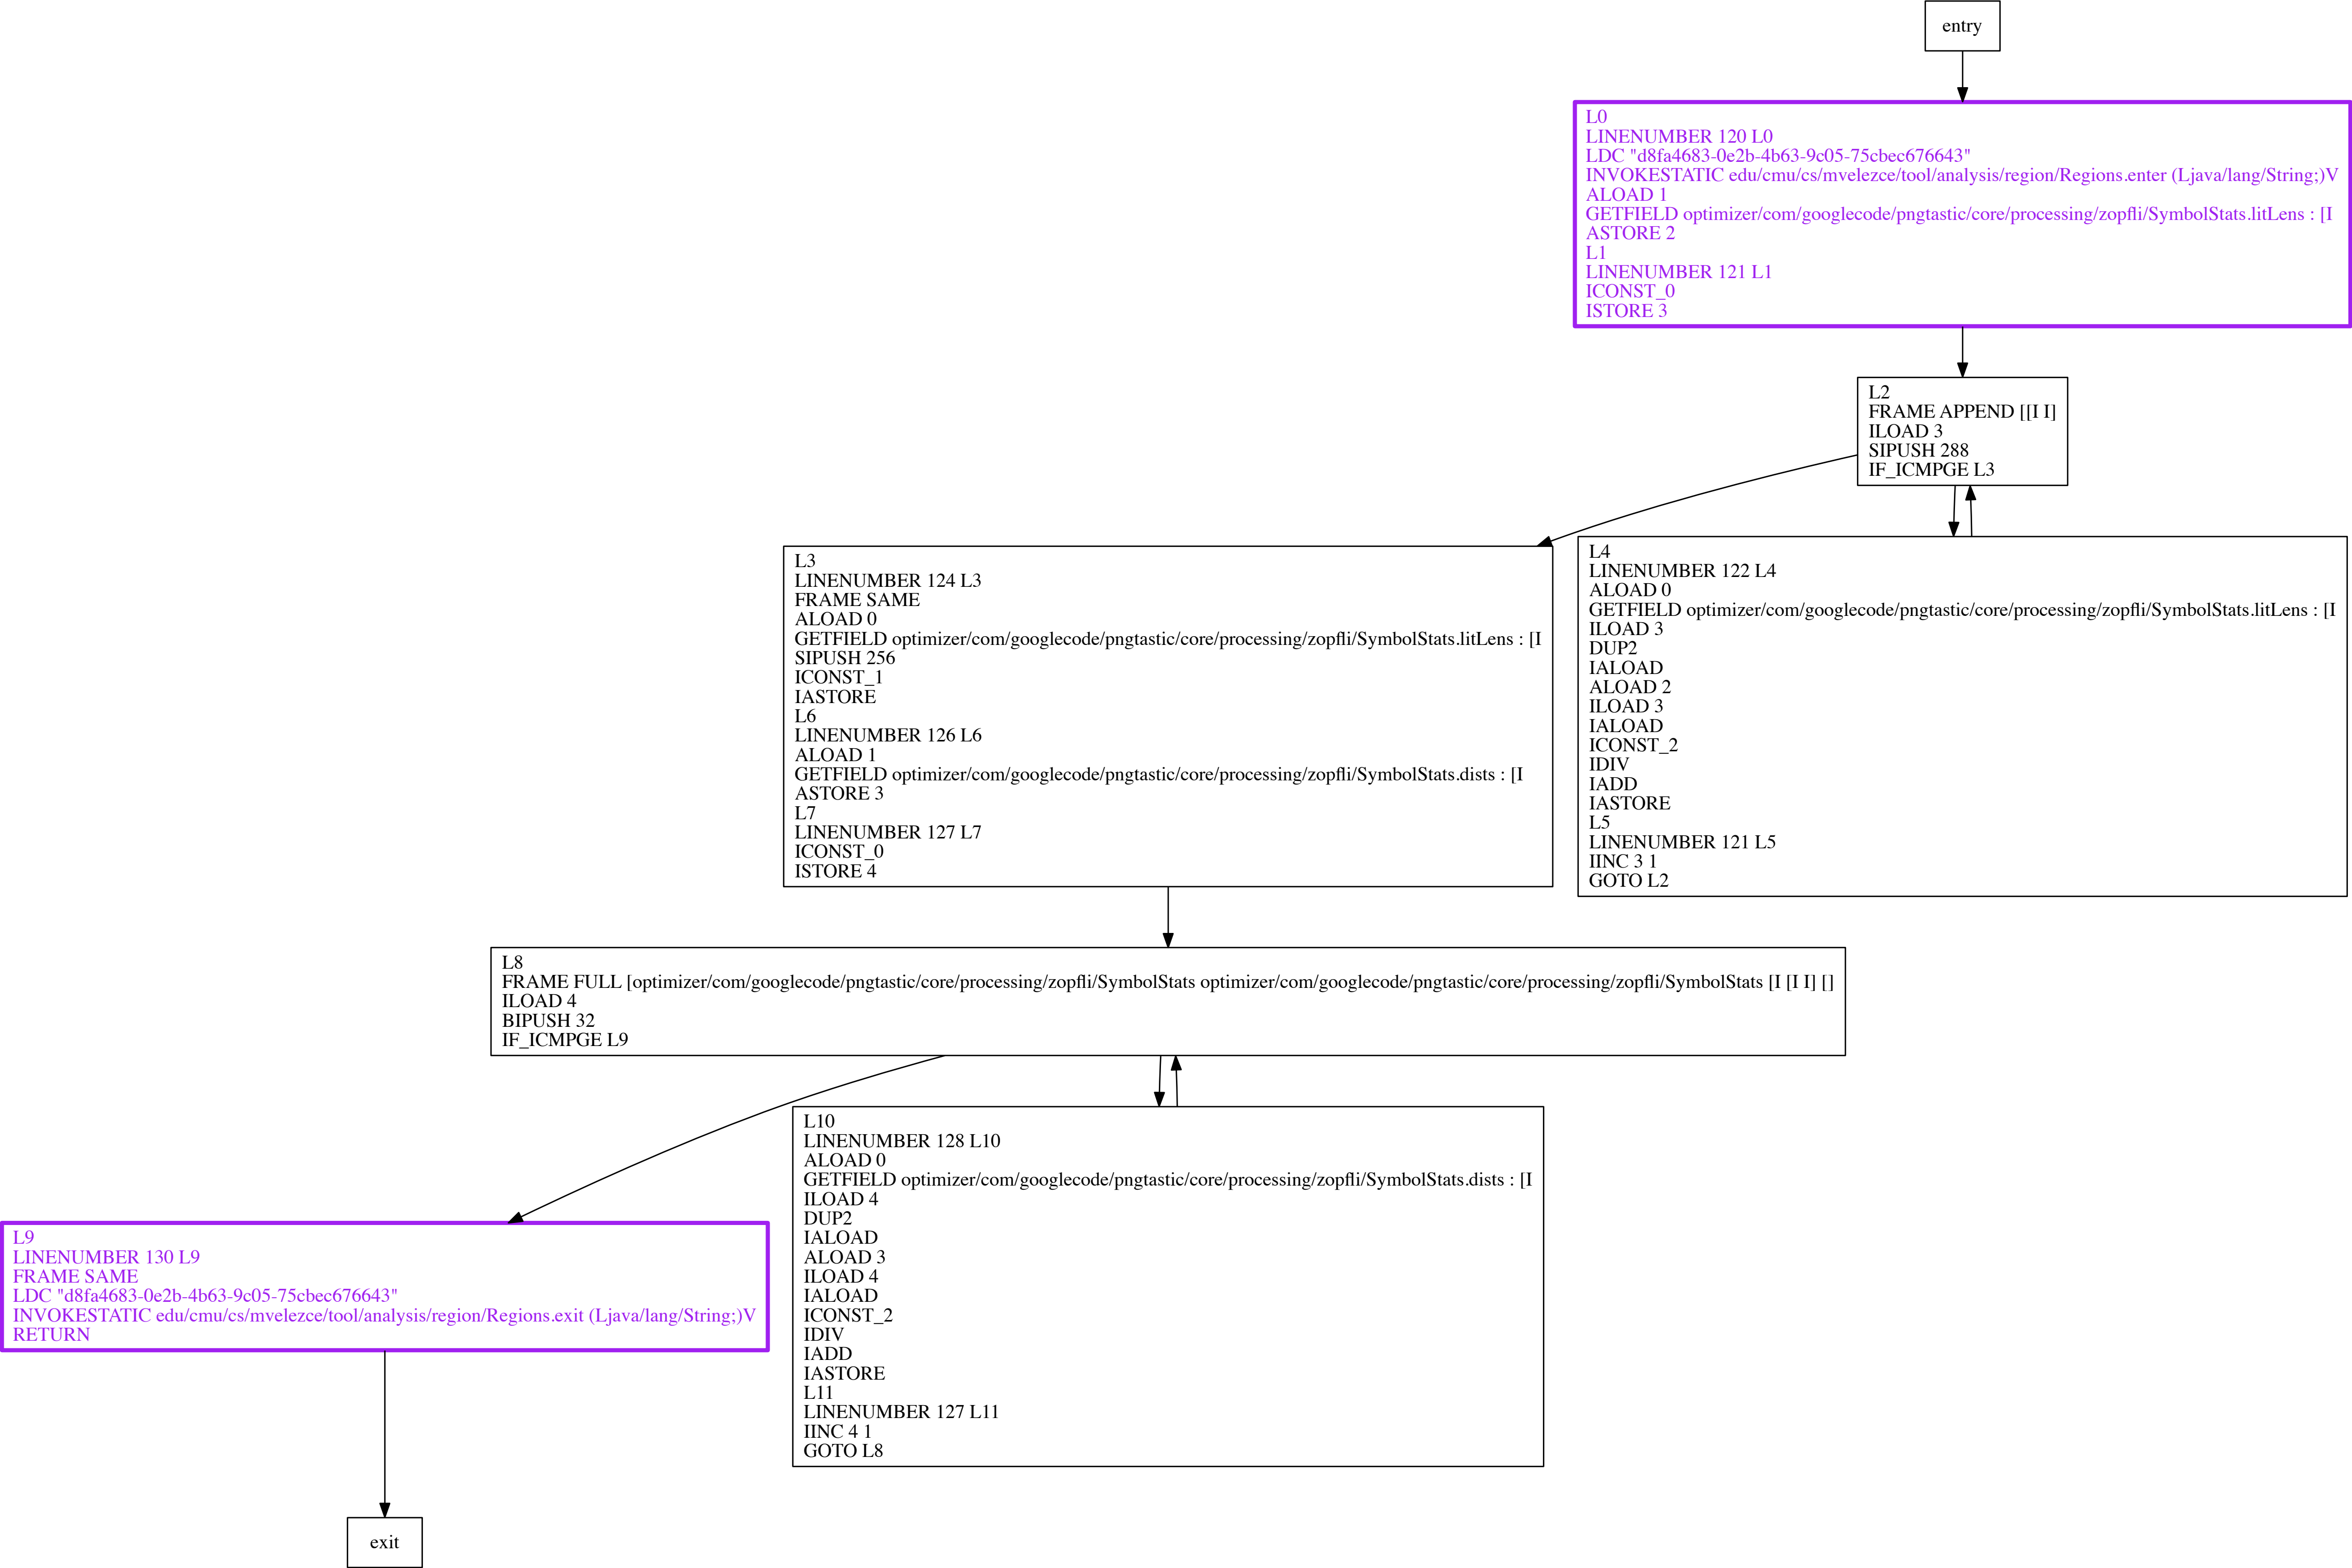 entry
L0
LINENUMBER 120 L0
LDC "d8fa4683-0e2b-4b63-9c05-75cbec676643"
INVOKESTATIC edu/cmu/cs/mvelezce/tool/analysis/region/Regions.enter (Ljava/lang/String;)V
ALOAD 1
GETFIELD optimizer/com/googlecode/pngtastic/core/processing/zopfli/SymbolStats.litLens : [I
ASTORE 2
L1
LINENUMBER 121 L1
ICONST_0
ISTORE 3
L2
FRAME APPEND [[I I]
ILOAD 3
SIPUSH 288
IF_ICMPGE L3
L3
LINENUMBER 124 L3
FRAME SAME
ALOAD 0
GETFIELD optimizer/com/googlecode/pngtastic/core/processing/zopfli/SymbolStats.litLens : [I
SIPUSH 256
ICONST_1
IASTORE
L6
LINENUMBER 126 L6
ALOAD 1
GETFIELD optimizer/com/googlecode/pngtastic/core/processing/zopfli/SymbolStats.dists : [I
ASTORE 3
L7
LINENUMBER 127 L7
ICONST_0
ISTORE 4
L4
LINENUMBER 122 L4
ALOAD 0
GETFIELD optimizer/com/googlecode/pngtastic/core/processing/zopfli/SymbolStats.litLens : [I
ILOAD 3
DUP2
IALOAD
ALOAD 2
ILOAD 3
IALOAD
ICONST_2
IDIV
IADD
IASTORE
L5
LINENUMBER 121 L5
IINC 3 1
GOTO L2
L8
FRAME FULL [optimizer/com/googlecode/pngtastic/core/processing/zopfli/SymbolStats optimizer/com/googlecode/pngtastic/core/processing/zopfli/SymbolStats [I [I I] []
ILOAD 4
BIPUSH 32
IF_ICMPGE L9
L10
LINENUMBER 128 L10
ALOAD 0
GETFIELD optimizer/com/googlecode/pngtastic/core/processing/zopfli/SymbolStats.dists : [I
ILOAD 4
DUP2
IALOAD
ALOAD 3
ILOAD 4
IALOAD
ICONST_2
IDIV
IADD
IASTORE
L11
LINENUMBER 127 L11
IINC 4 1
GOTO L8
L9
LINENUMBER 130 L9
FRAME SAME
LDC "d8fa4683-0e2b-4b63-9c05-75cbec676643"
INVOKESTATIC edu/cmu/cs/mvelezce/tool/analysis/region/Regions.exit (Ljava/lang/String;)V
RETURN
exit